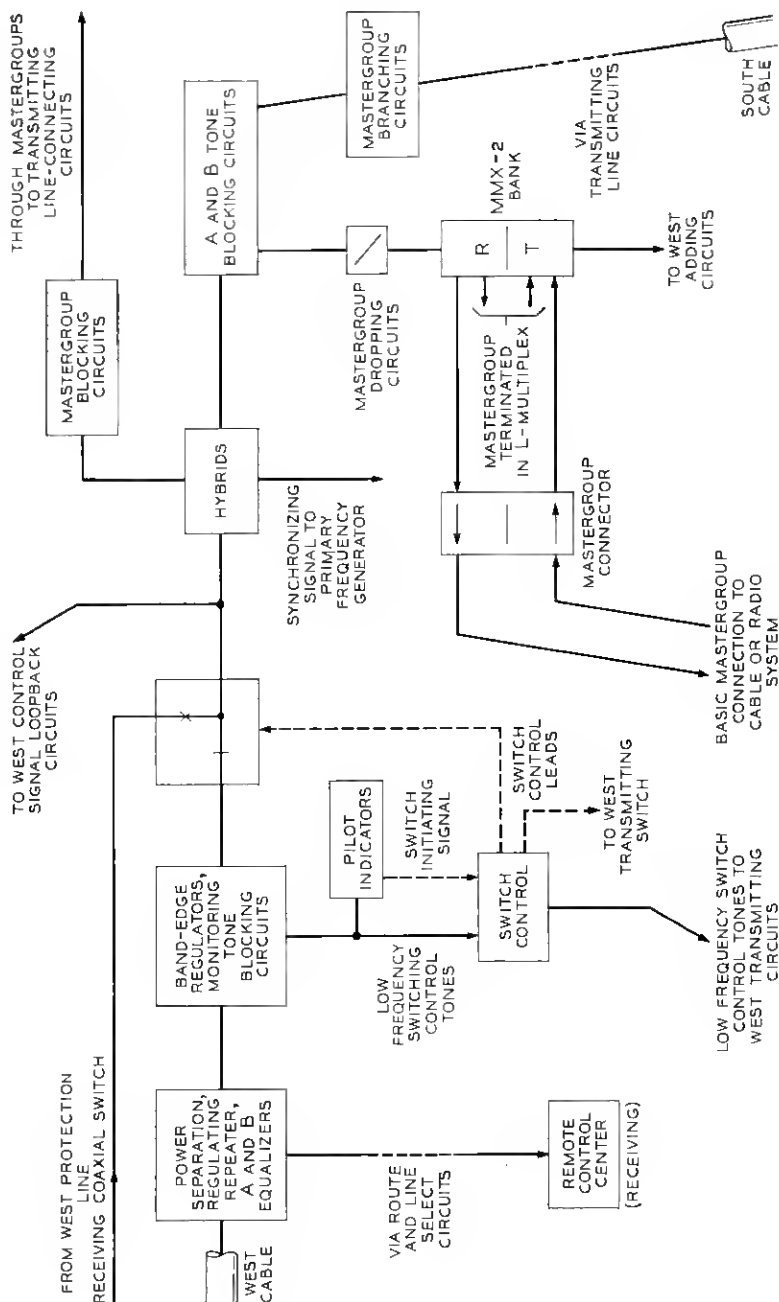 FROM WEST PROTECTION
LINE
RECEIVING COAXIAL SWITCH
TO WEST CONTROL
SIGNAL LOOPBACK
CIRCUITS
MASTERGROUP
BLOCKING
CIRCUITS
THROUGH MASTERGROUPS
TO TRANSMITTING
LINE-CONNECTING
CIRCUITS
WEST
CABLE
POWER
SEPARATION,
REGULATING
REPEATER,
A AND B
EQUALIZERS
BAND-EDGE
REGULATORS,
MONITORING
TONE
BLOCKING
CIRCUITS
HYBRIDS
A AND B TONE
BLOCKING CIRCUITS
MASTERGROUP
BRANCHING
CIRCUITS
VIA
TRANSMITTING
LINE CIRCUITS
SOUTH
CABLE
VIA ROUTE
AND LINE
SELECT
CIRCUITS
REMOTE
CONTROL
CENTER
(RECEIVING)
PILOT
INDICATORS
LOW
FREQUENCY
SWITCHING
CONTROL
TONES
SWITCH
INITIATING
SIGNAL
SWITCH
CONTROL
SWITCH
CONTROL
LEADS
TO WEST
TRANSMITTING
SWITCH
LOW FREQUENCY SWITCH
CONTROL TONES TO
WEST TRANSMITTING
CIRCUITS
SYNCHRONIZING
SIGNAL TO
PRIMARY
FREQUENCY
GENERATOR
MASTERGROUP
DROPPING
CIRCUITS
R
T
MMX-2
BANK
MASTERGROUP
TERMINATED
IN L-MULTIPLEX
MASTERGROUP
CONNECTOR
TO WEST
ADDING
CIRCUITS
BASIC MASTERGROUP
CONNECTION TO
CABLE OR RADIO
SYSTEM